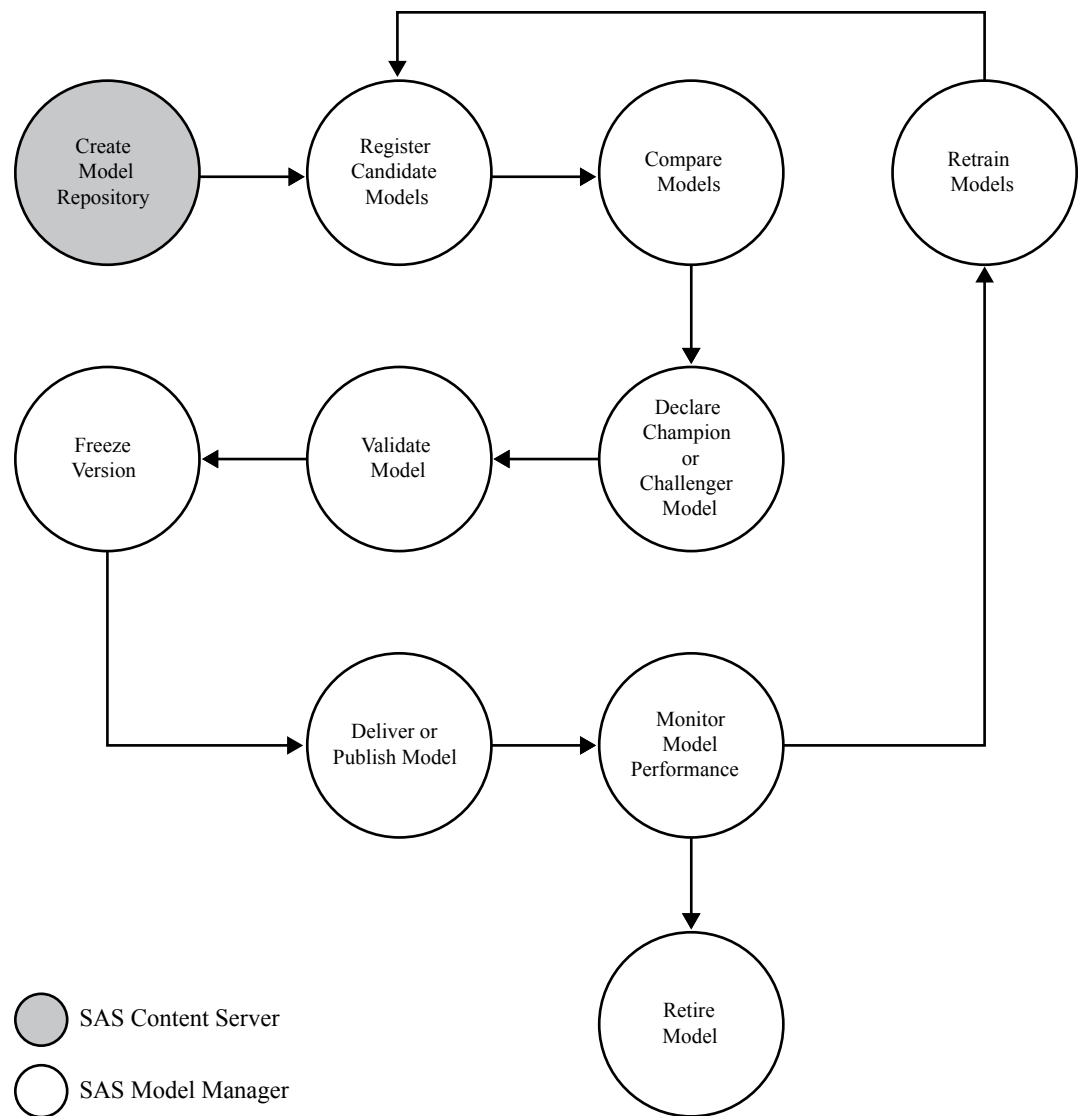 Create
Model
Repository
Register
Candidate
Models
Compare
Models
Retrain
Models
Declare
Champion
or
Challenger
Model
Validate
Model
Freeze
Version
Deliver or
Publish Model
Monitor
Model
Performance
Retire
Model
SAS Content Server
SAS Model Manager